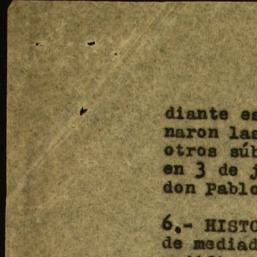 diante es
naron las
otros súb
en 3 de j
don Pablo
6.- HISTO
de mediad